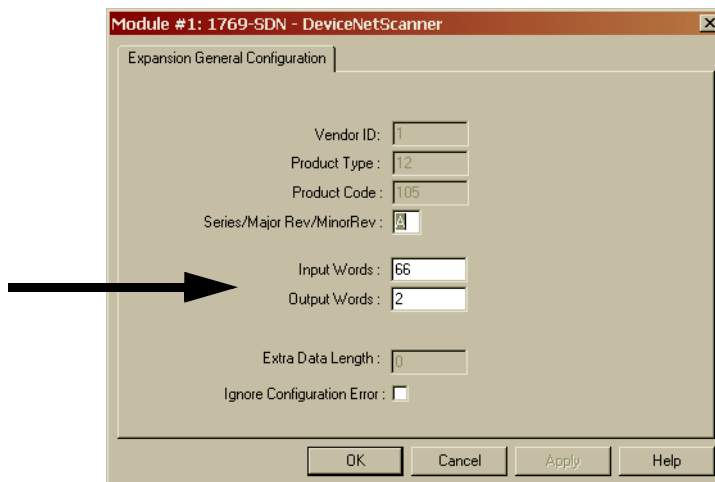 Module #1: 1769-SDN - DeviceNetScanner
Expansion General Configuration
Vendor ID: 1
Product Type : 12
Product Code : 105
Series/Major Rev/MinorRev : A
Input Words : 66
Output Words : 2
Extra Data Length : 0
Ignore Configuration Error :
OK Cancel Apply Help